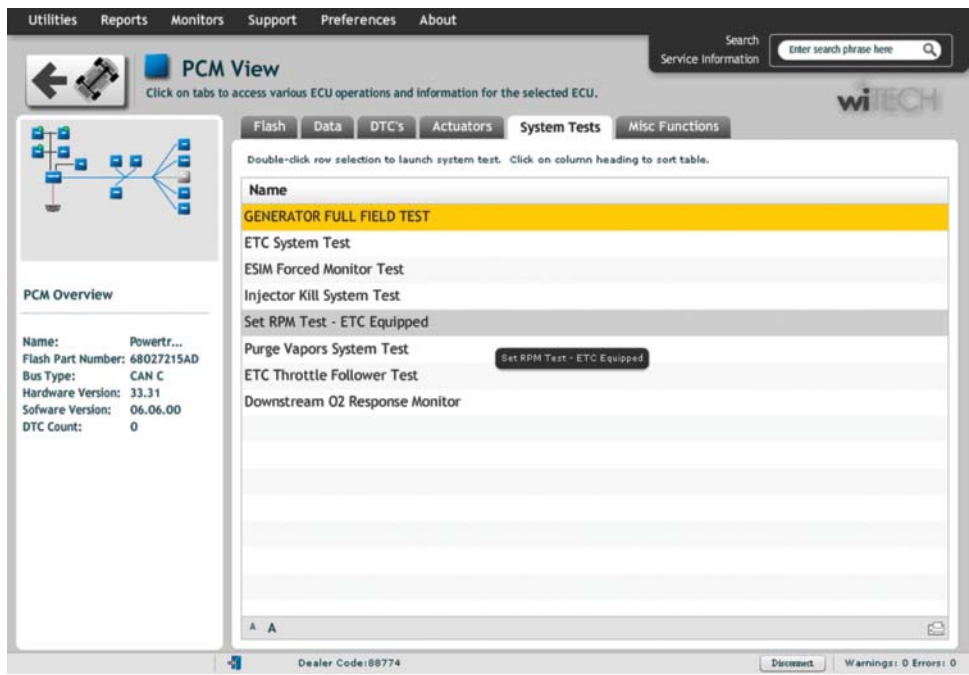 Utilities Reports Monitors Support Preferences About
Search
Service Information
Enter search phrase here
PCM View
Click on tabs to access various ECU operations and information for the selected ECU.
wiTECH
Flash Data DTC's Actuators System Tests Misc Functions
Double-click row selection to launch system test. Click on column heading to sort table.
Name
GENERATOR FULL FIELD TEST
ETC System Test
ESIM Forced Monitor Test
Injector Kill System Test
Set RPM Test - ETC Equipped
Purge Vapors System Test
Set RPM Test - ETC Equipped
ETC Throttle Follower Test
Downstream O2 Response Monitor
PCM Overview
Name: Powertr...
Flash Part Number: 68027215AD
Bus Type: CAN C
Hardware Version: 33.31
Sofware Version: 06.06.00
DTC Count: 0
A A
Dealer Code:88774
Disconnect
Warnings: 0 Errors: 0